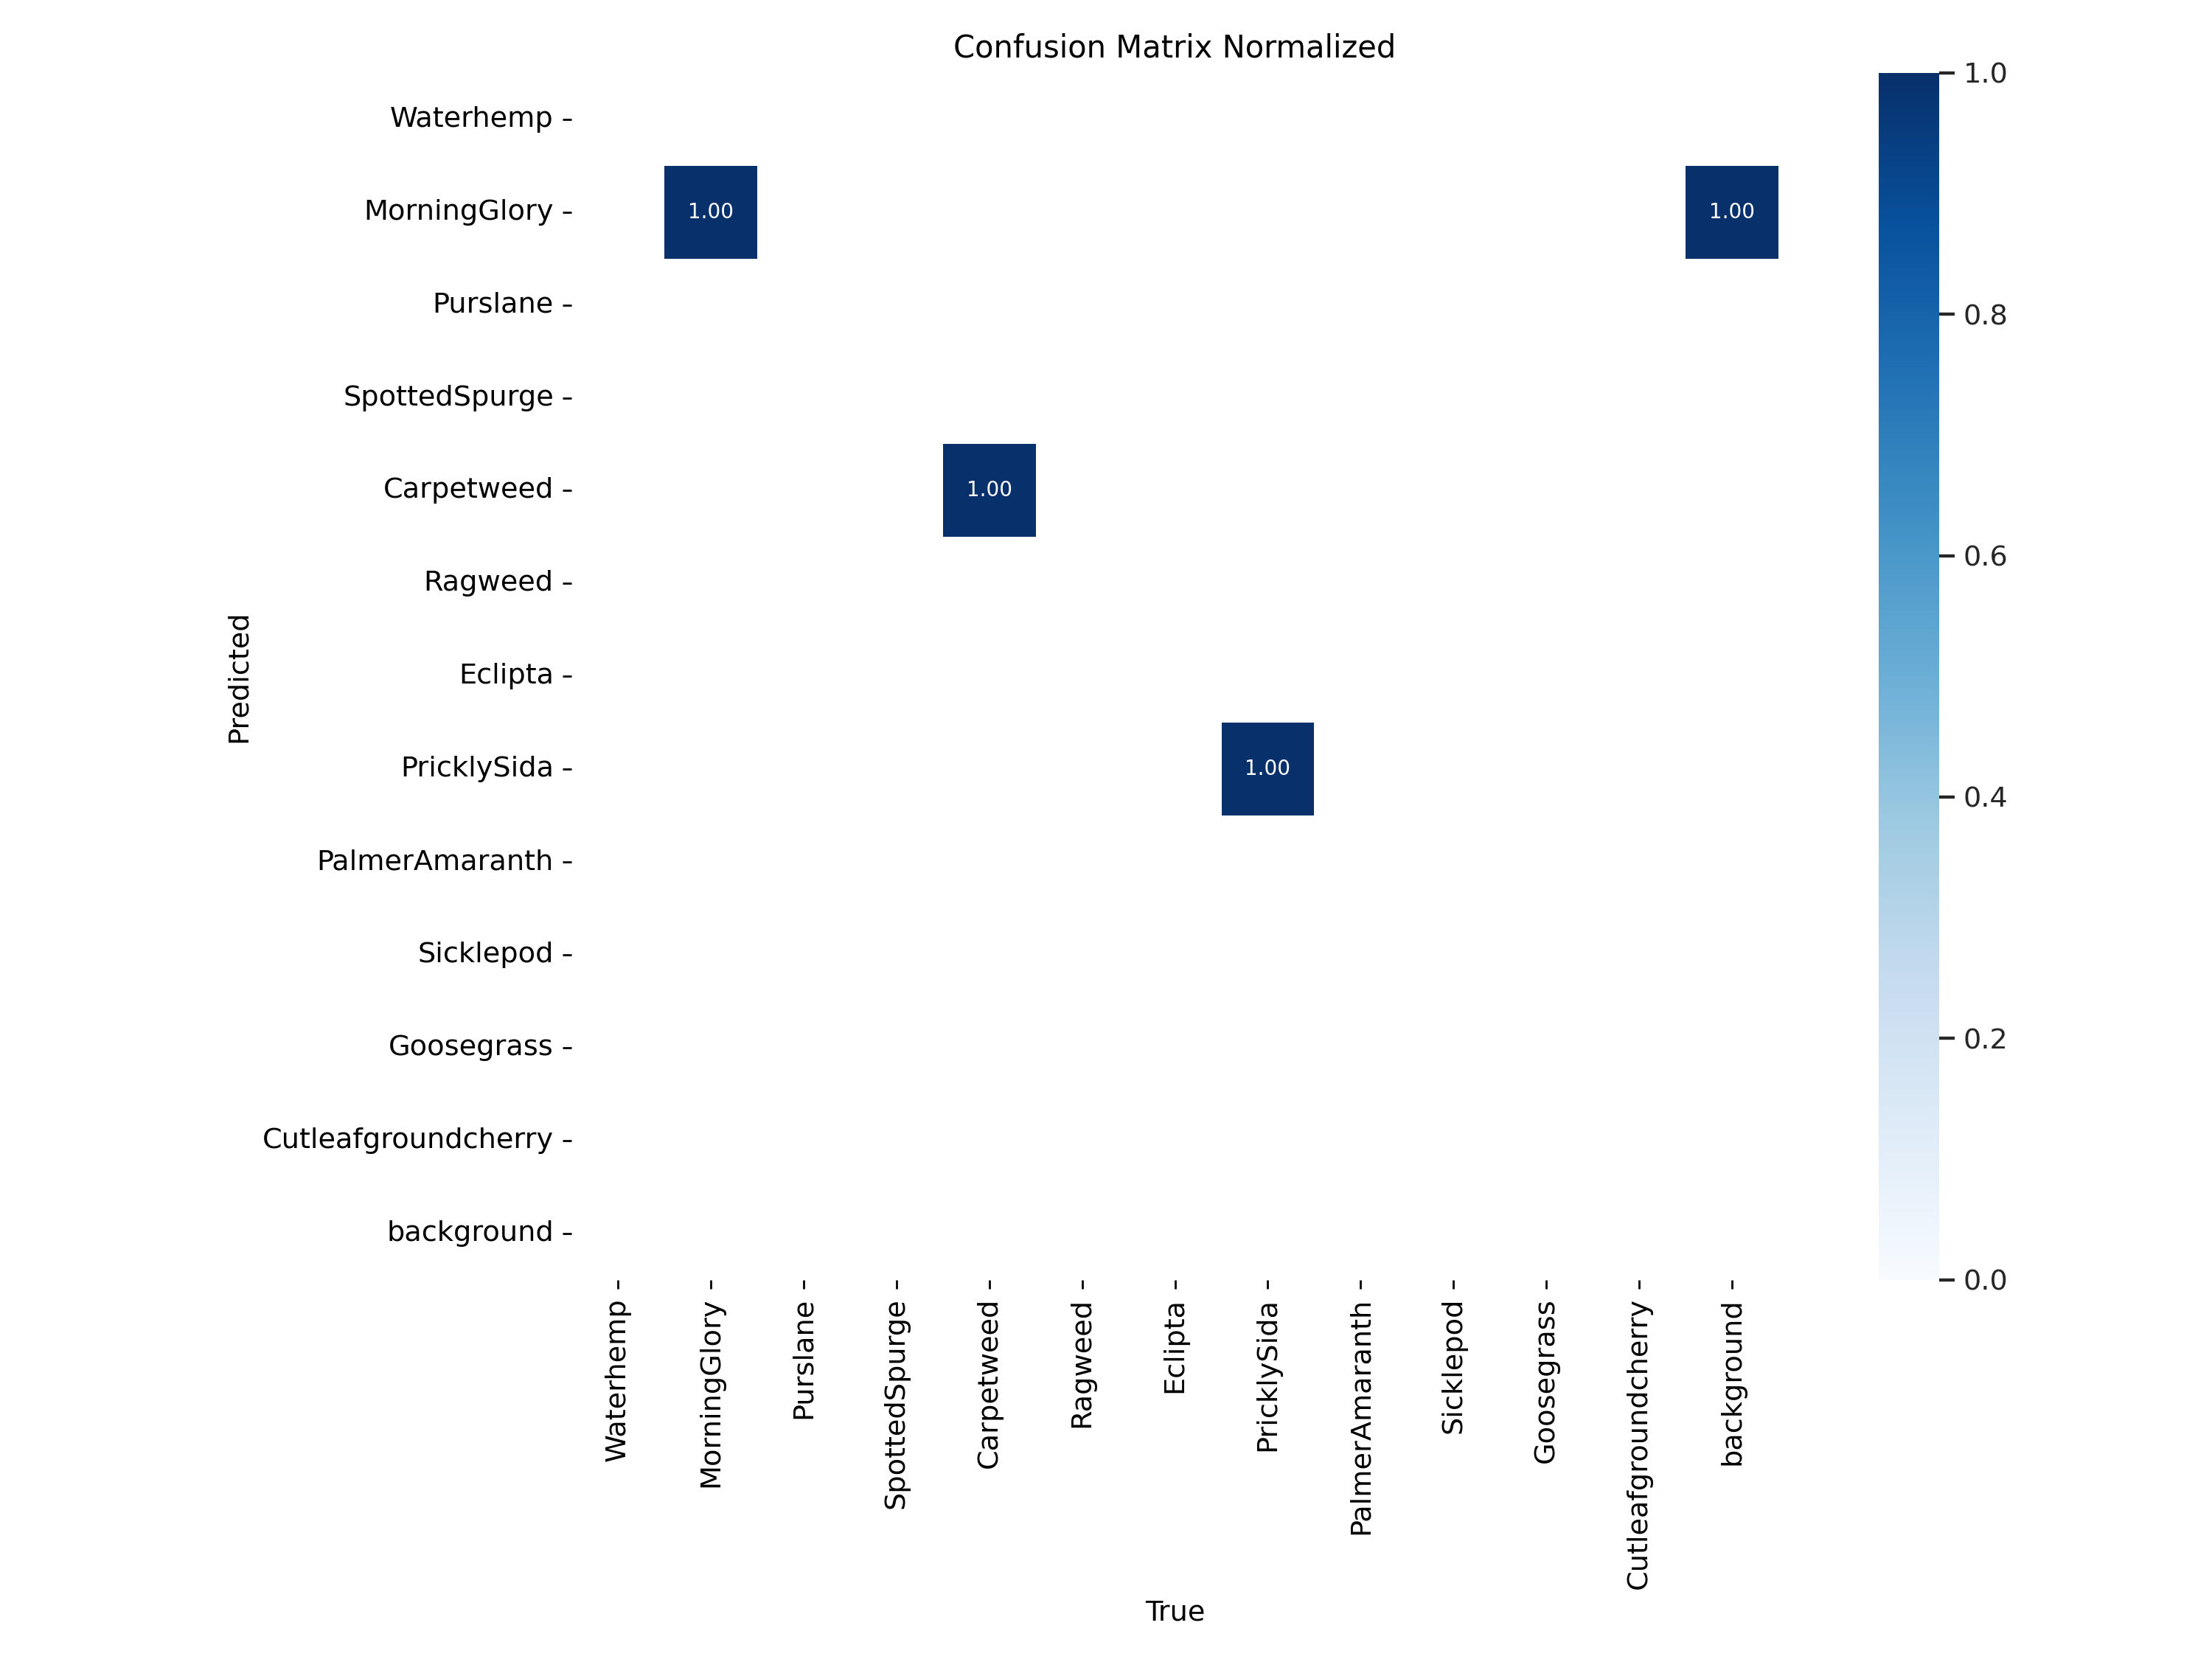 Confusion Matrix Normalized
Waterhemp
MorningGlory
Purslane
SpottedSpurge
Carpetweed
Ragweed
Eclipta
PricklySida
PalmerAmaranth
Sicklepod
Goosegrass
Cutleafgroundcherry
background
Predicted
1.00
1.00
1.00
1.00
1.0
0.8
0.6
0.4
0.2
0.0
Waterhemp
MorningGlory
Purslane
SpottedSpurge
Carpetweed
Ragweed
Eclipta
PricklySida
PalmerAmaranth
Sicklepod
Goosegrass
Cutleafgroundcherry
background
True